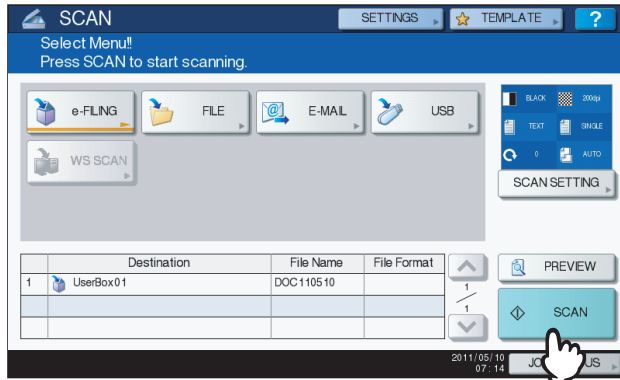 SCAN
SETTINGS
TEMPLATE
?
Select Menu!!
Press SCAN to start scanning.
e-FILING
FILE
E-MAIL
USB
WS SCAN
BLACK
200dpi
TEXT
SINGLE
0
AUTO
SCAN SETTING
Destination File Name File Format
1 UserBox01 DOC110510
1
1
PREVIEW
SCAN
2011/05/10
07:14